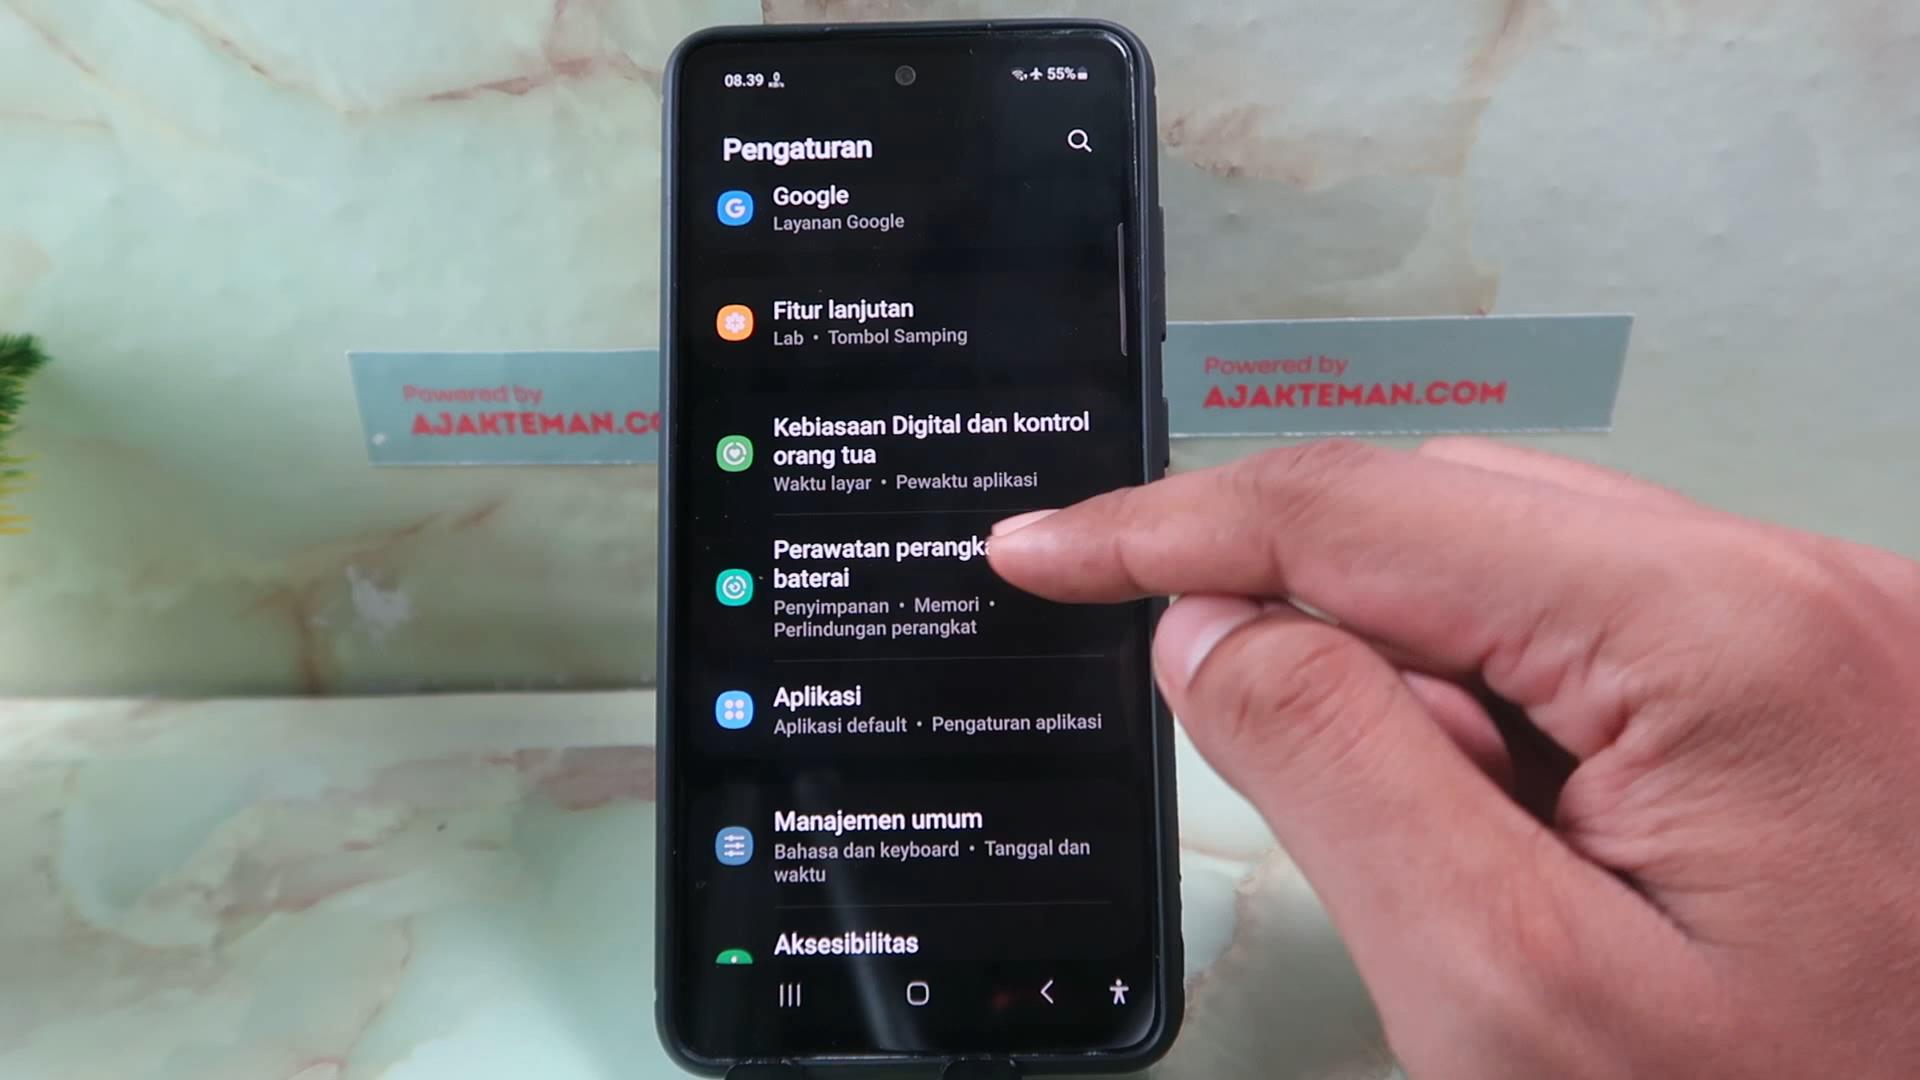 08.39
55%
Pengaturan
Google
Layanan Google
Fitur lanjutan
Lab • Tombol Samping
Kebiasaan Digital dan kontrol
orang tua
Waktu layar • Pewaktu aplikasi
Perawatan
baterai
Penyimpanan • Memori •
Perlindungan perangkat
Aplikasi
Aplikasi default • Pengaturan aplikasi
Manajemen umum
Bahasa dan keyboard • Tanggal dan
waktu
Aksesibilitas
Powered by
AJAKTEMAN.CO
Powered by
AJAKTEMAN.COM